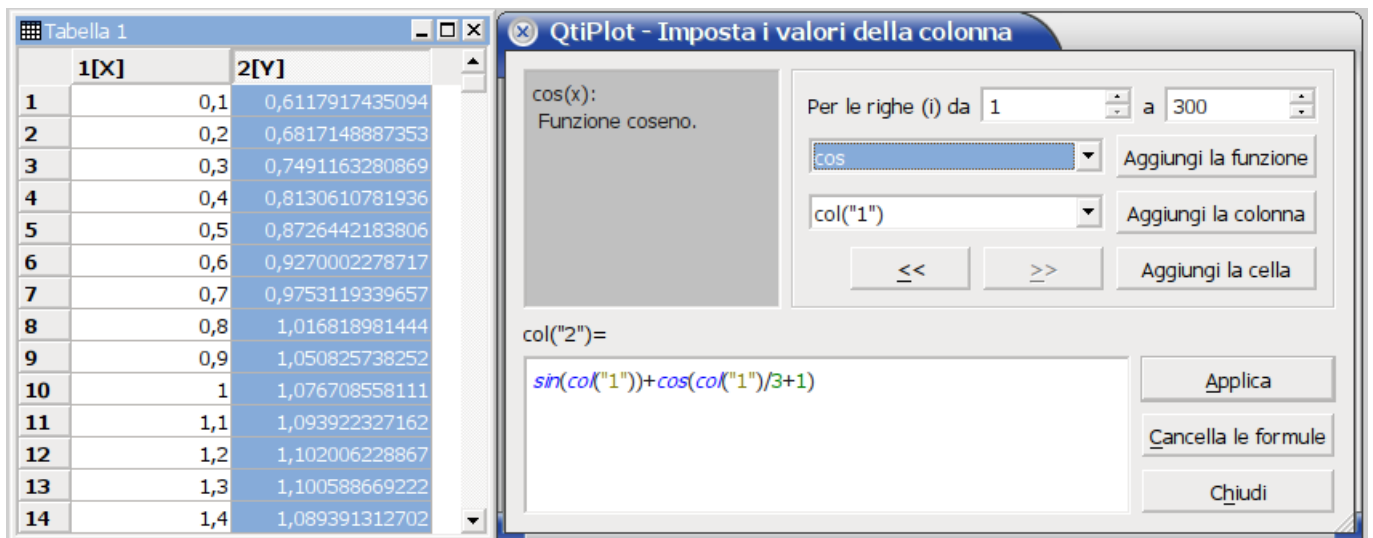 Tabella 1
1[X] 2[Y]
1 0,1 0,6117917435094
2 0,2 0,6817148887353
3 0,3 0,7491163280869
4 0,4 0,8130610781936
5 0,5 0,8726442183806
6 0,6 0,9270002278717
7 0,7 0,9753119339657
8 0,8 1,016818981444
9 0,9 1,050825738252
10 1 1,076708558111
11 1,1 1,093922327162
12 1,2 1,102006228867
13 1,3 1,100588669222
14 1,4 1,089391312702
QtiPlot - Imposta i valori della colonna
cos(x):
Funzione coseno.
Per le righe (i) da 1 a 300
cos Aggiungi la funzione
col("1") Aggiungi la colonna
<< >> Aggiungi la cella
col("2")=
sin(col("1"))+cos(col("1")/3+1)
Applica
Cancella le formule
Chiudi